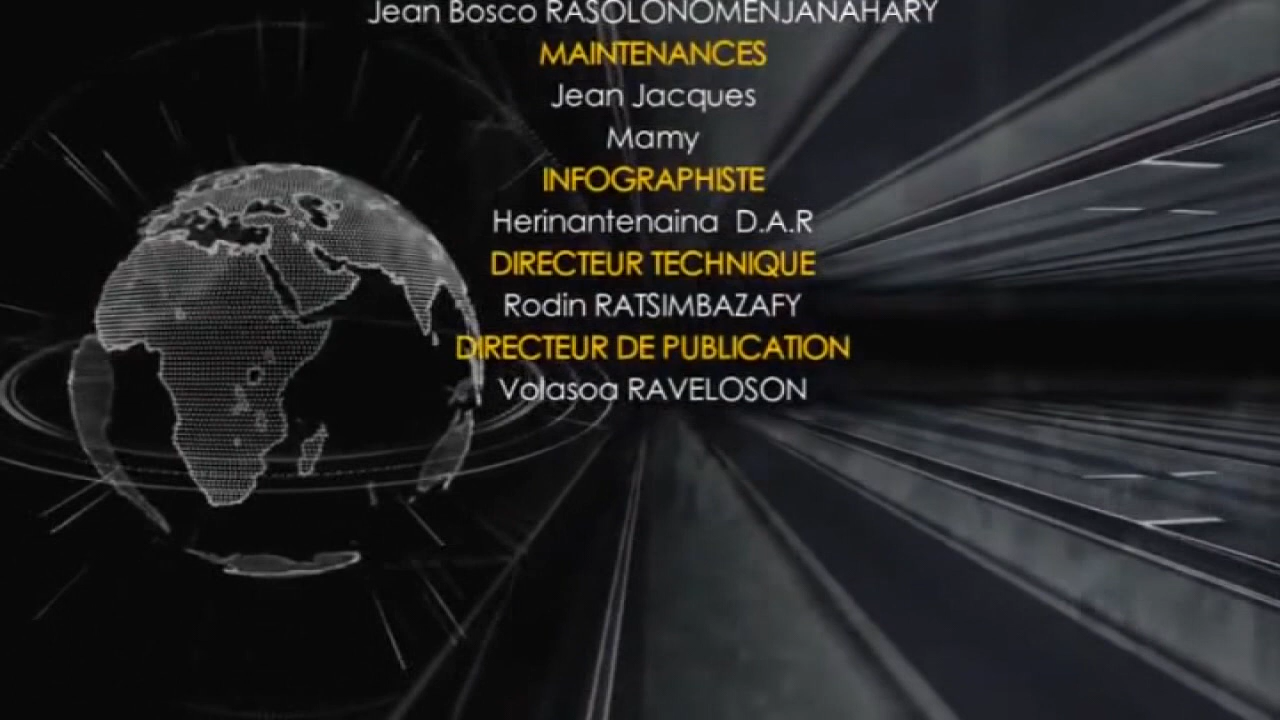 Jean Bosco RASOLONOMENJANAHARY
MAINTENANCES
Jean Jacques
Mamy
INFOGRAPHISTE
Herinantenaina D.A.R
DIRECTEUR TECHNIQUE
Rodin RATSIMBAZAFY
DIRECTEUR DE PUBLICATION
Volasoa RAVELOSON